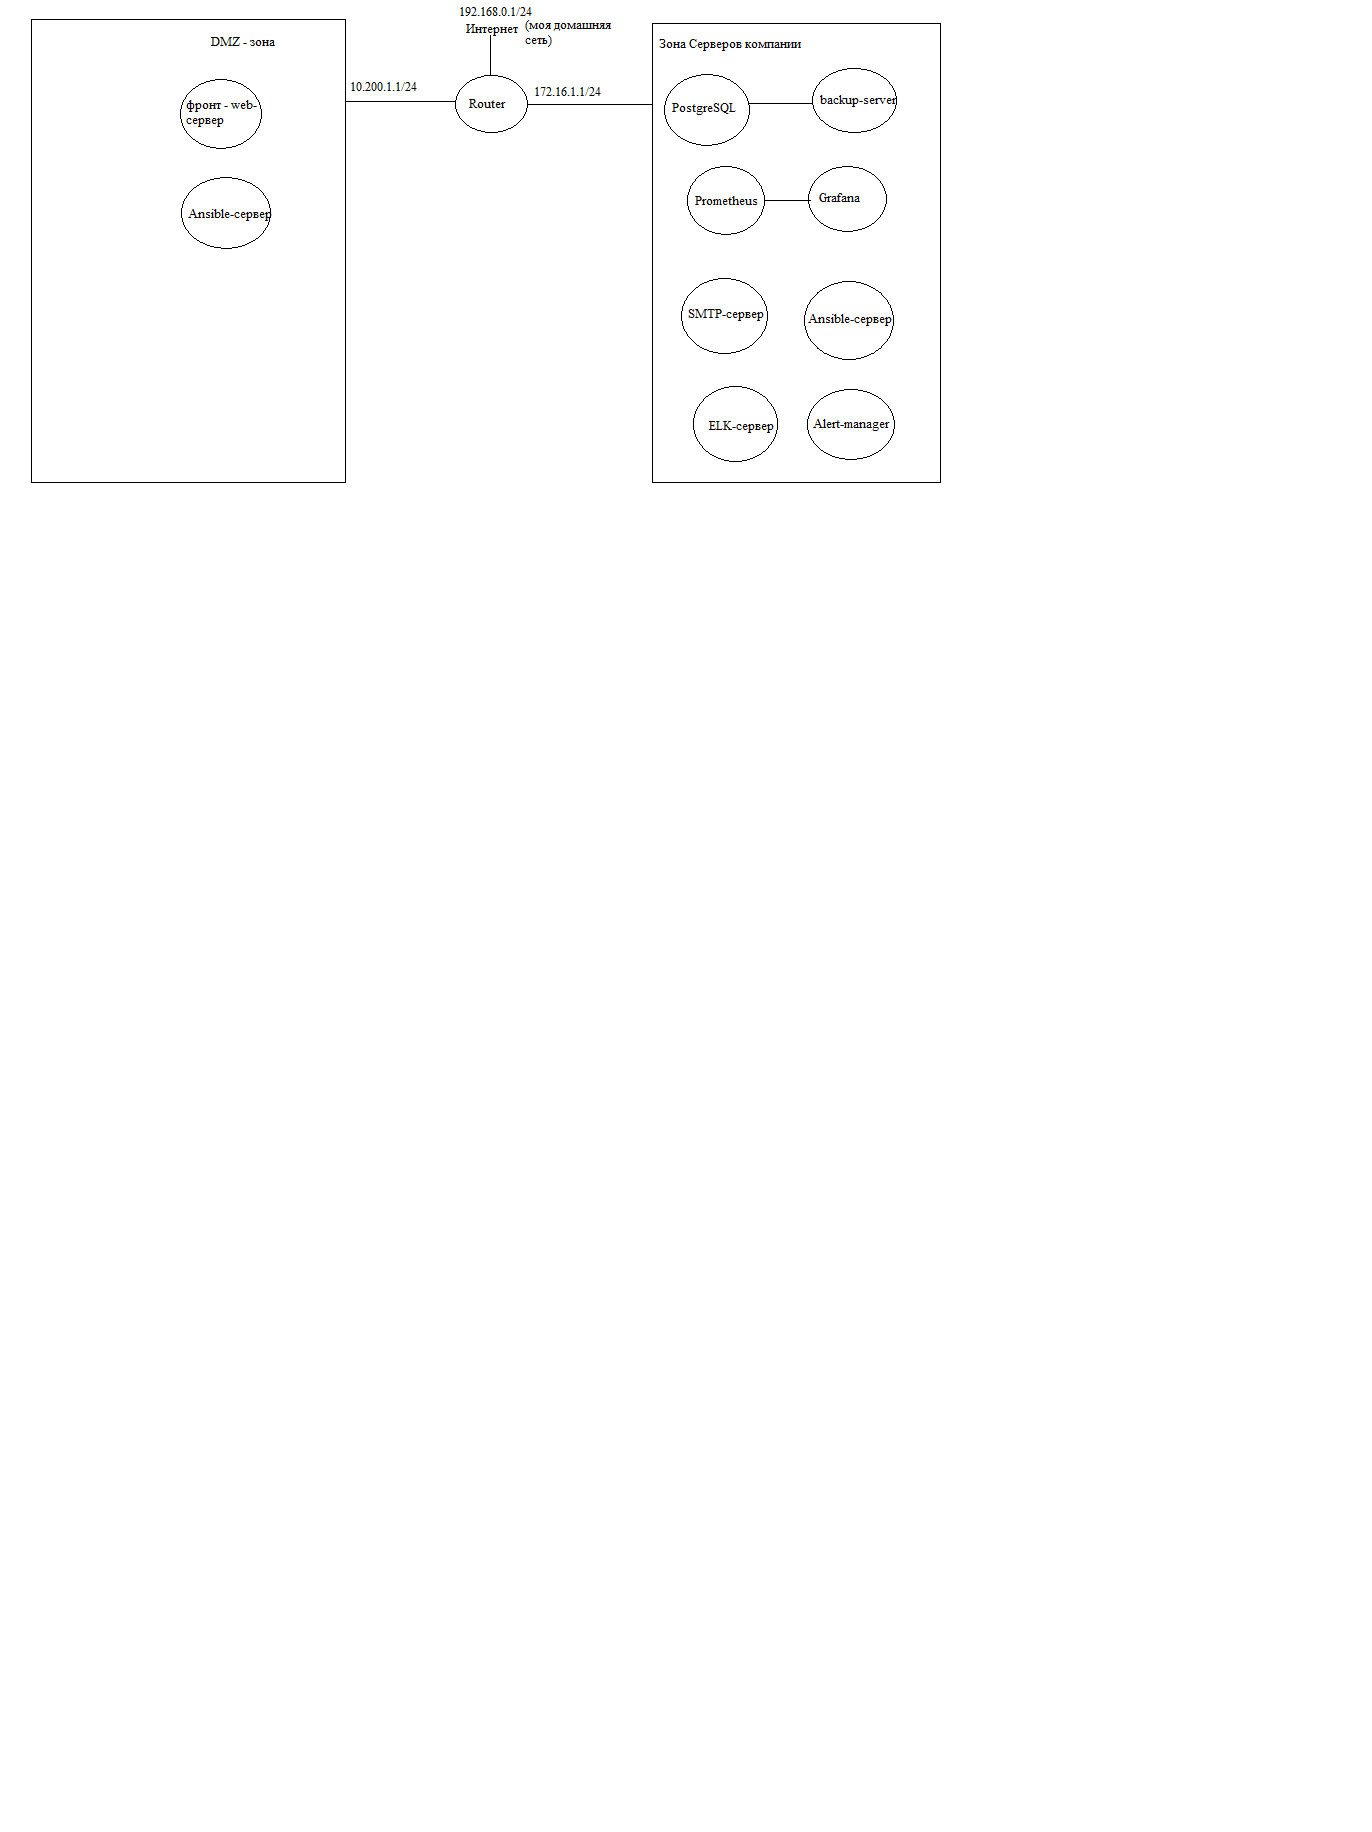 192.168.0.1/24
Интернет
(моя домашняя
сеть)
DMZ - зона
фронт - web-
сервер
Ansible-сервер
10.200.1.1/24
Router
172.16.1.1/24
Зона Серверов компании
PostgreSQL
backup-server
Prometheus
Grafana
SMTP-сервер
Ansible-сервер
ELK-сервер
Alert-manager